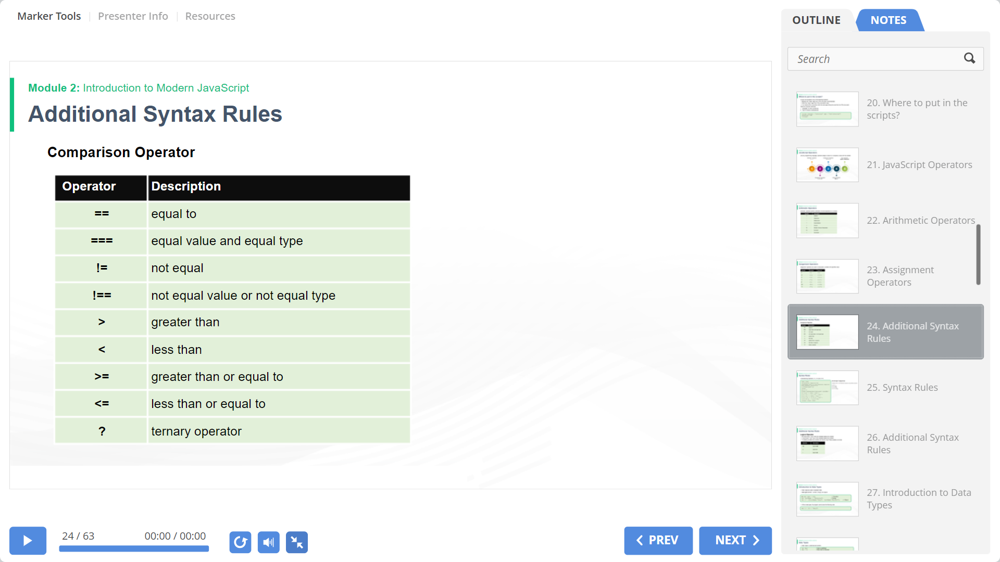 Marker Tools
Presenter Info
Resources
OUTLINE
NOTES
Search
Module 2: Introduction to Modern JavaScript
Additional Syntax Rules
Comparison Operator
Operator Description
== equal to
=== equal value and equal type
!= not equal
!== not equal value or not equal type
> greater than
< less than
>= greater than or equal to
<= less than or equal to
? ternary operator
20. Where to put in the
scripts?
21. JavaScript Operators
22. Arithmetic Operators
23. Assignment
Operators
24. Additional Syntax
Rules
25. Syntax Rules
26. Additional Syntax
Rules
27. Introduction to Data
Types
24 / 63
00:00 / 00:00
PREV
NEXT